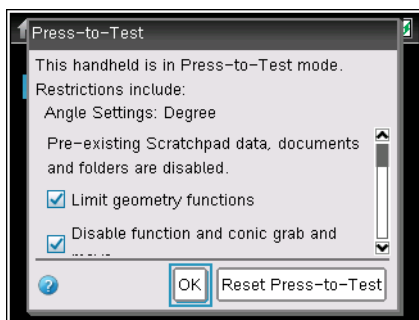 Press-to-Test
This handheld is in Press-to-Test mode.
Restrictions include:
Angle Settings: Degree
Pre-existing Scratchpad data, documents
and folders are disabled.
Limit geometry functions
Disable function and conic grab and
?
OK
Reset Press-to-Test